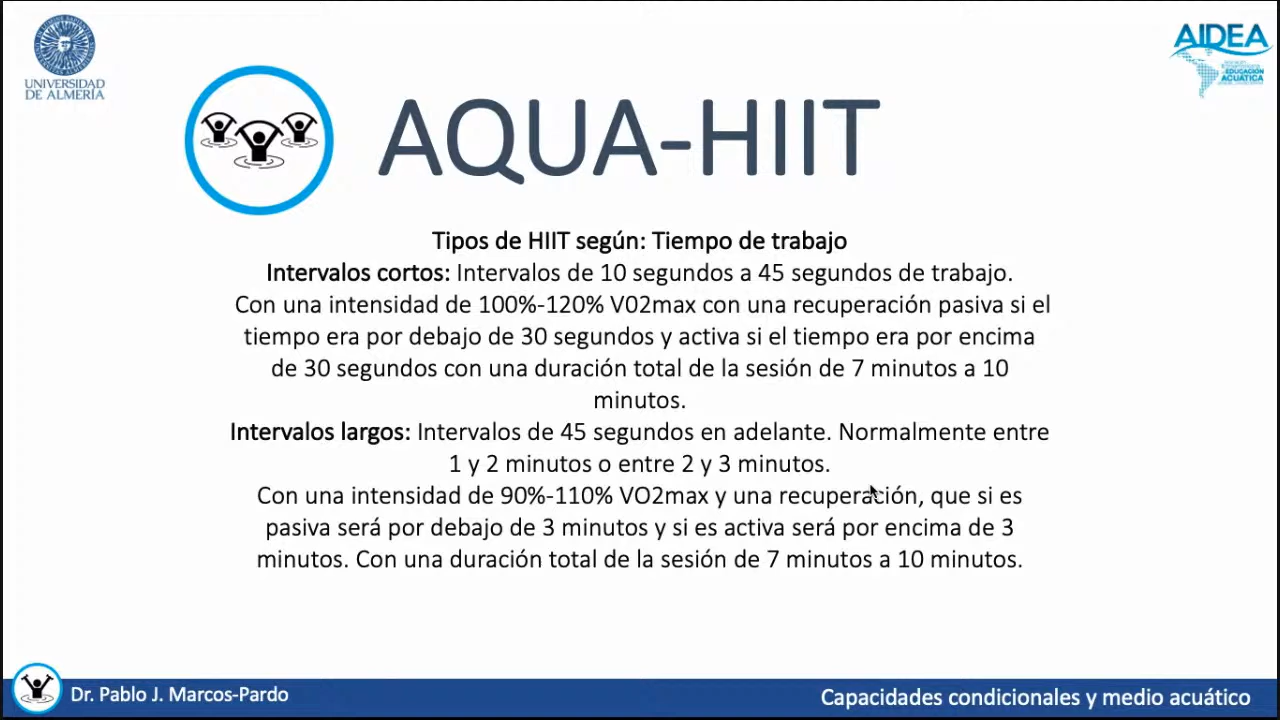 UNIVERSIDAD
DE ALMERÍA
AIDEA
EDUCACIÓN
ACUÁTICA
AQUA-HIIT
Tipos de HIIT según: Tiempo de trabajo
Intervalos cortos: Intervalos de 10 segundos a 45 segundos de trabajo.
Con una intensidad de 100%-120% V02max con una recuperación pasiva si el
tiempo era por debajo de 30 segundos y activa si el tiempo era por encima
de 30 segundos con una duración total de la sesión de 7 minutos a 10
minutos.
Intervalos largos: Intervalos de 45 segundos en adelante. Normalmente entre
1 y 2 minutos o entre 2 y 3 minutos.
Con una intensidad de 90%-110% VO2max y una recuperación, que si es
pasiva será por debajo de 3 minutos y si es activa será por encima de 3
minutos. Con una duración total de la sesión de 7 minutos a 10 minutos.
Dr. Pablo J. Marcos-Pardo
Capacidades condicionales y medio acuático